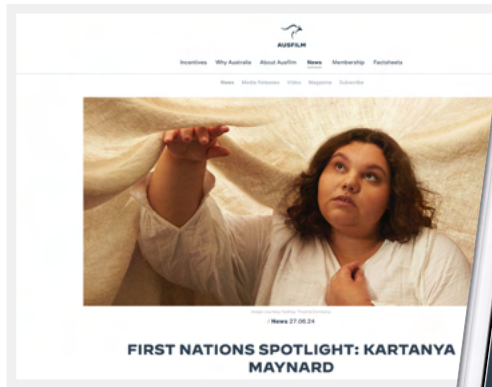 AUSFILM
Incentives Why Australia About Ausfilm News Membership Factsheets
News Media Releases Video Magazine Subscribe
/ News 27.06.24
FIRST NATIONS SPOTLIGHT: KARTANYA
MAYNARD